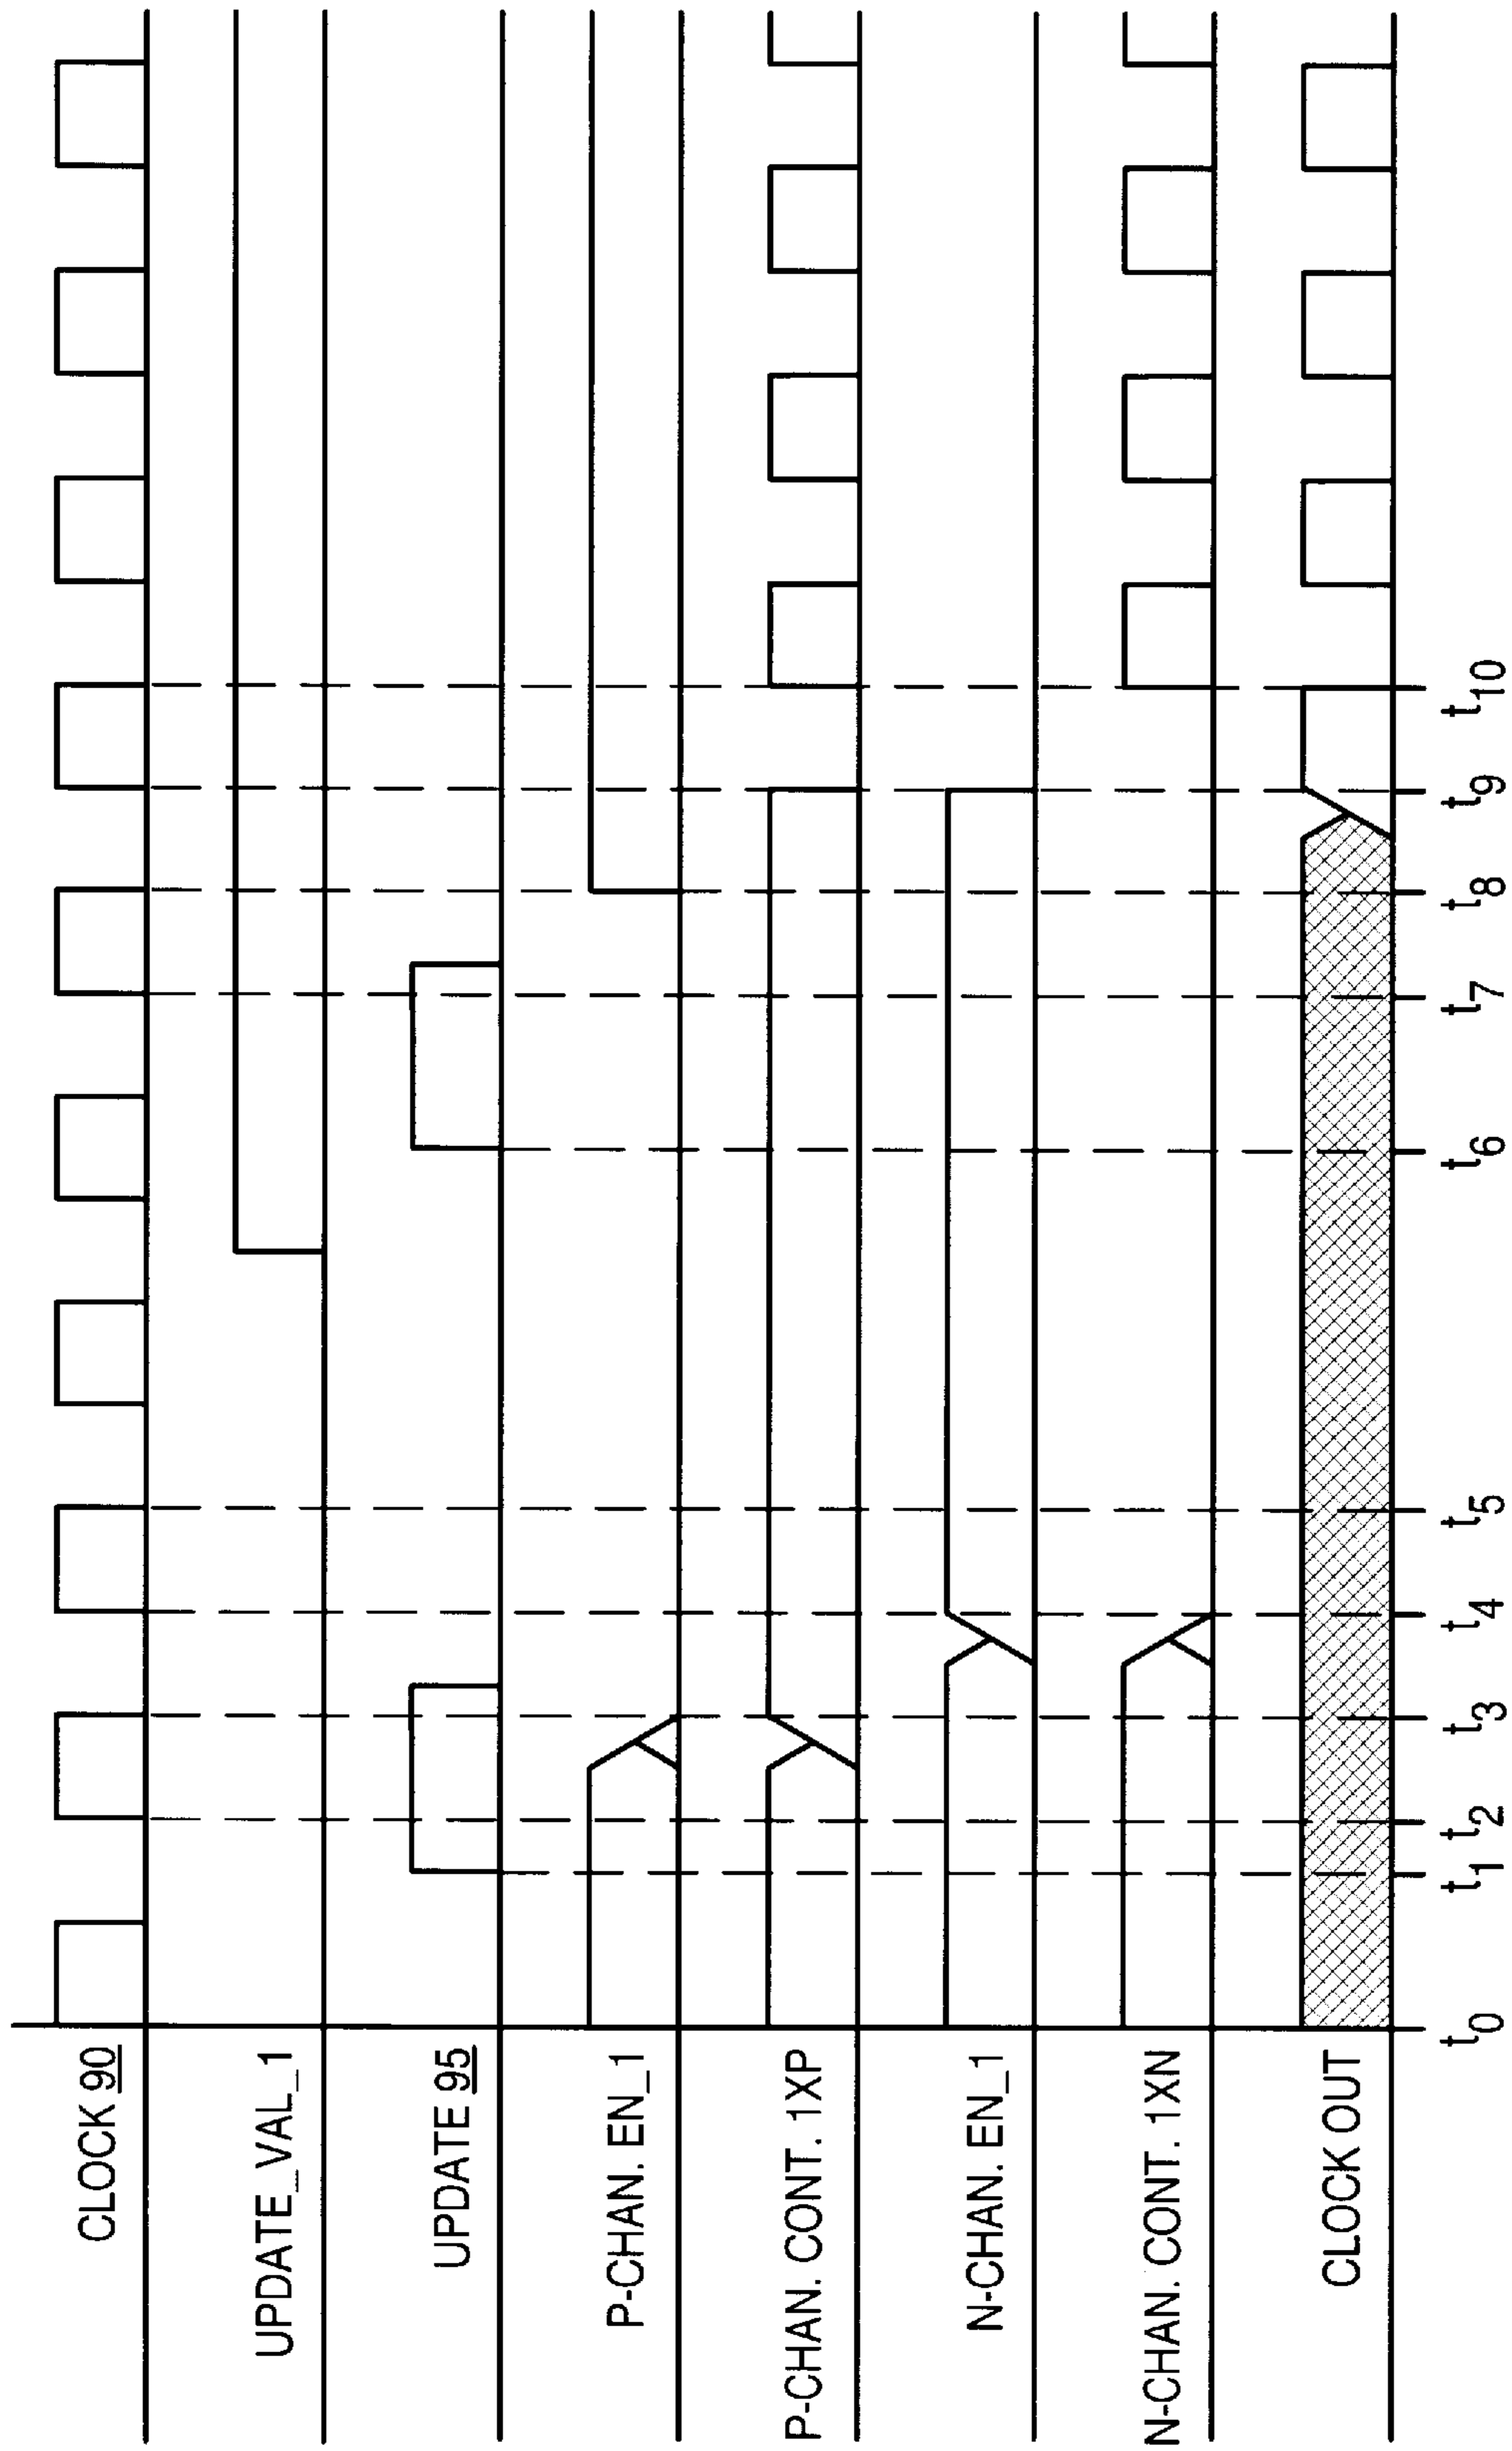 CLOCK 90
UPDATE_VAL_1
UPDATE 95
P-CHAN. EN_1
P-CHAN. CONT. 1XP
N-CHAN. EN_1
N-CHAN. CONT. 1XN
CLOCK OUT
t0 t1 t2 t3 t4 t5 t6 t7 t8 t9 t10